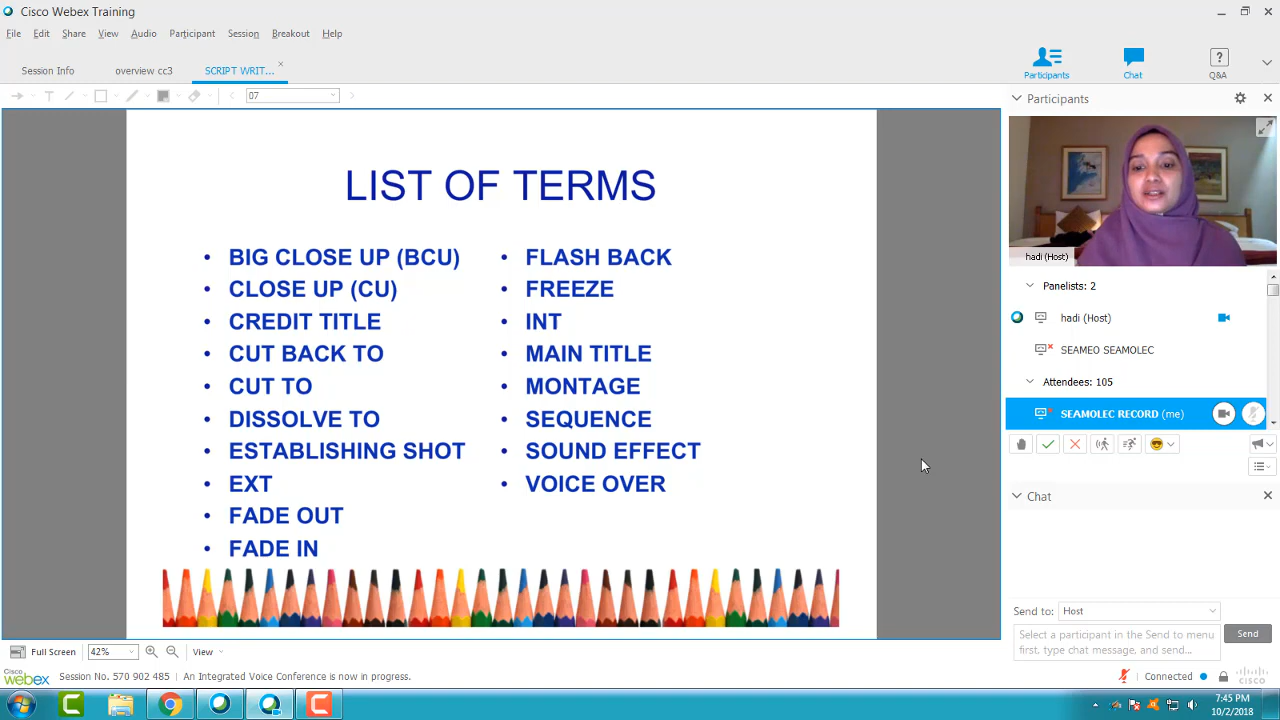 Cisco Webex Training
File Edit Share View Audio Participant Session Breakout Help
Session Info overview cc3 SCRIPT WRIT...
Participants Chat Q&A
07
Participants
LIST OF TERMS
• BIG CLOSE UP (BCU)
• CLOSE UP (CU)
• CREDIT TITLE
• CUT BACK TO
• CUT TO
• DISSOLVE TO
• ESTABLISHING SHOT
• EXT
• FADE OUT
• FADE IN
• FLASH BACK
• FREEZE
• INT
• MAIN TITLE
• MONTAGE
• SEQUENCE
• SOUND EFFECT
• VOICE OVER
hadi (Host)
Panelists: 2
hadi (Host)
SEAMEO SEAMOLEC
Attendees: 105
SEAMOLEC RECORD (me)
Chat
Send to: Host
Select a participant in the Send to menu
first, type chat message, and send...
Send
Full Screen 42% View
Cisco webex Session No. 570 902 485 An Integrated Voice Conference is now in progress.
Connected
cisco
7:45 PM
10/2/2018